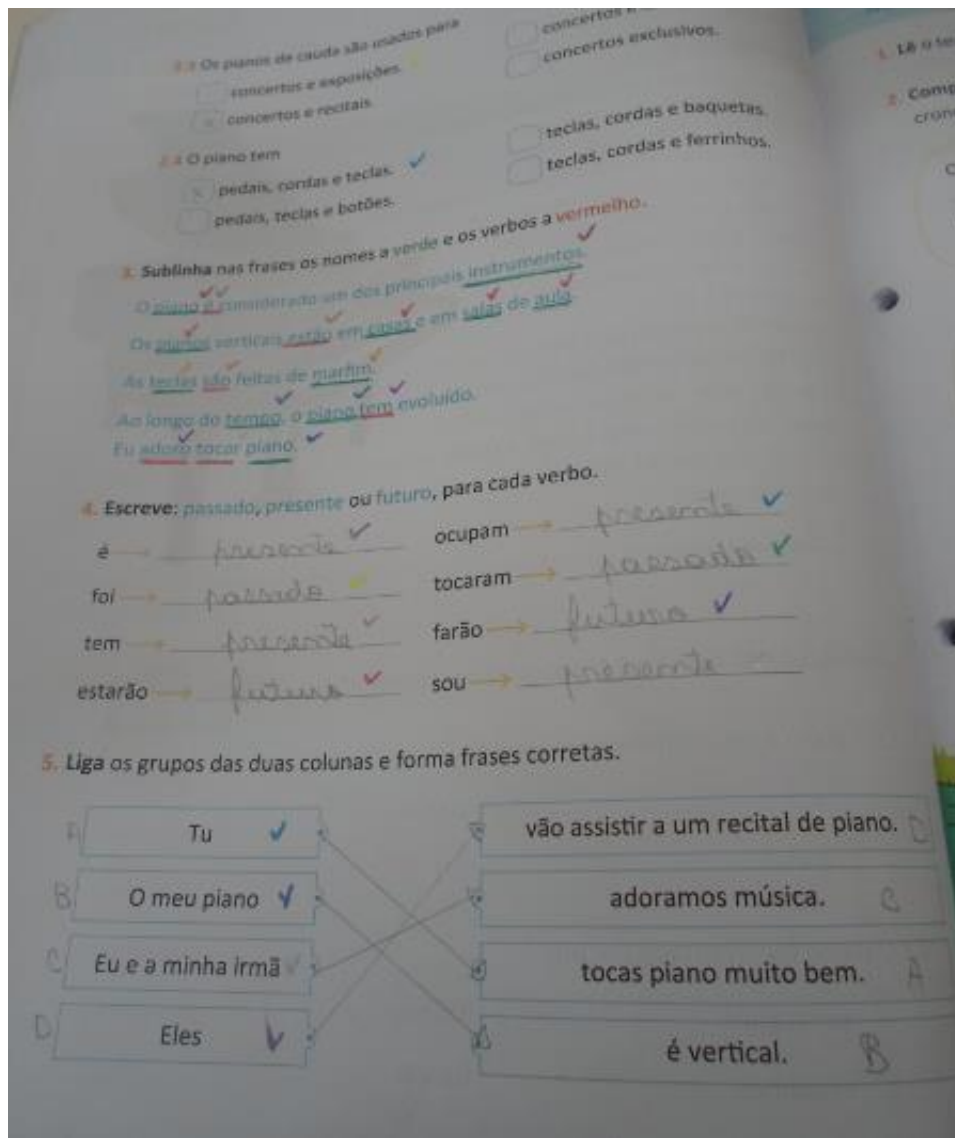 Os pianos de cauda são usados para
concertos e exposições.
concertos e
x concertos e recitais.
concertos exclusivos.
O piano tem
x pedais, cordas e teclas.
teclas, cordas e baquetas.
pedais, teclas e botões.
teclas, cordas e ferrinhos.
3. Sublinha nas frases os nomes a verde e os verbos a vermelho.
O piano é considerado um dos principais instrumentos.
Os pianos verticais estão em casas e em salas de aula.
As teclas são feitas de marfim.
Ao longo do tempo, o piano tem evoluído.
Eu adoro tocar piano.
4. Escreve: passado, presente ou futuro, para cada verbo.
é presente
ocupam presente
foi passado
tocaram passado
tem presente
farão futuro
estarão futuro
sou presente
5. Liga os grupos das duas colunas e forma frases corretas.
A Tu
vão assistir a um recital de piano. D
B O meu piano
adoramos música. C
C Eu e a minha irmã
tocas piano muito bem. A
D Eles
é vertical. B
1. Lê o
2. Comp
cron